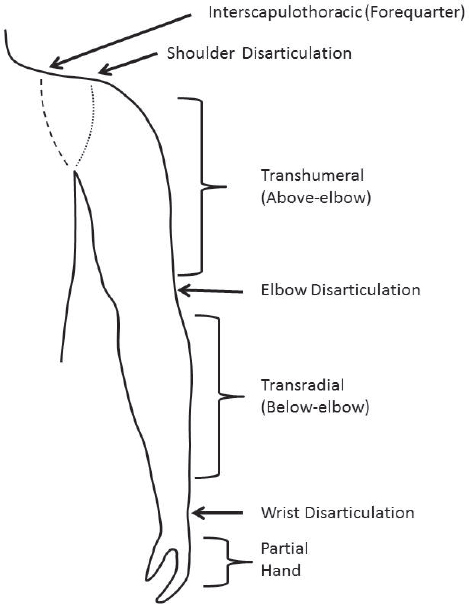 Interscapulothoracic (Forequarter)
Shoulder Disarticulation
Transhumeral
(Above-elbow)
Elbow Disarticulation
Transradial
(Below-elbow)
Wrist Disarticulation
Partial
Hand